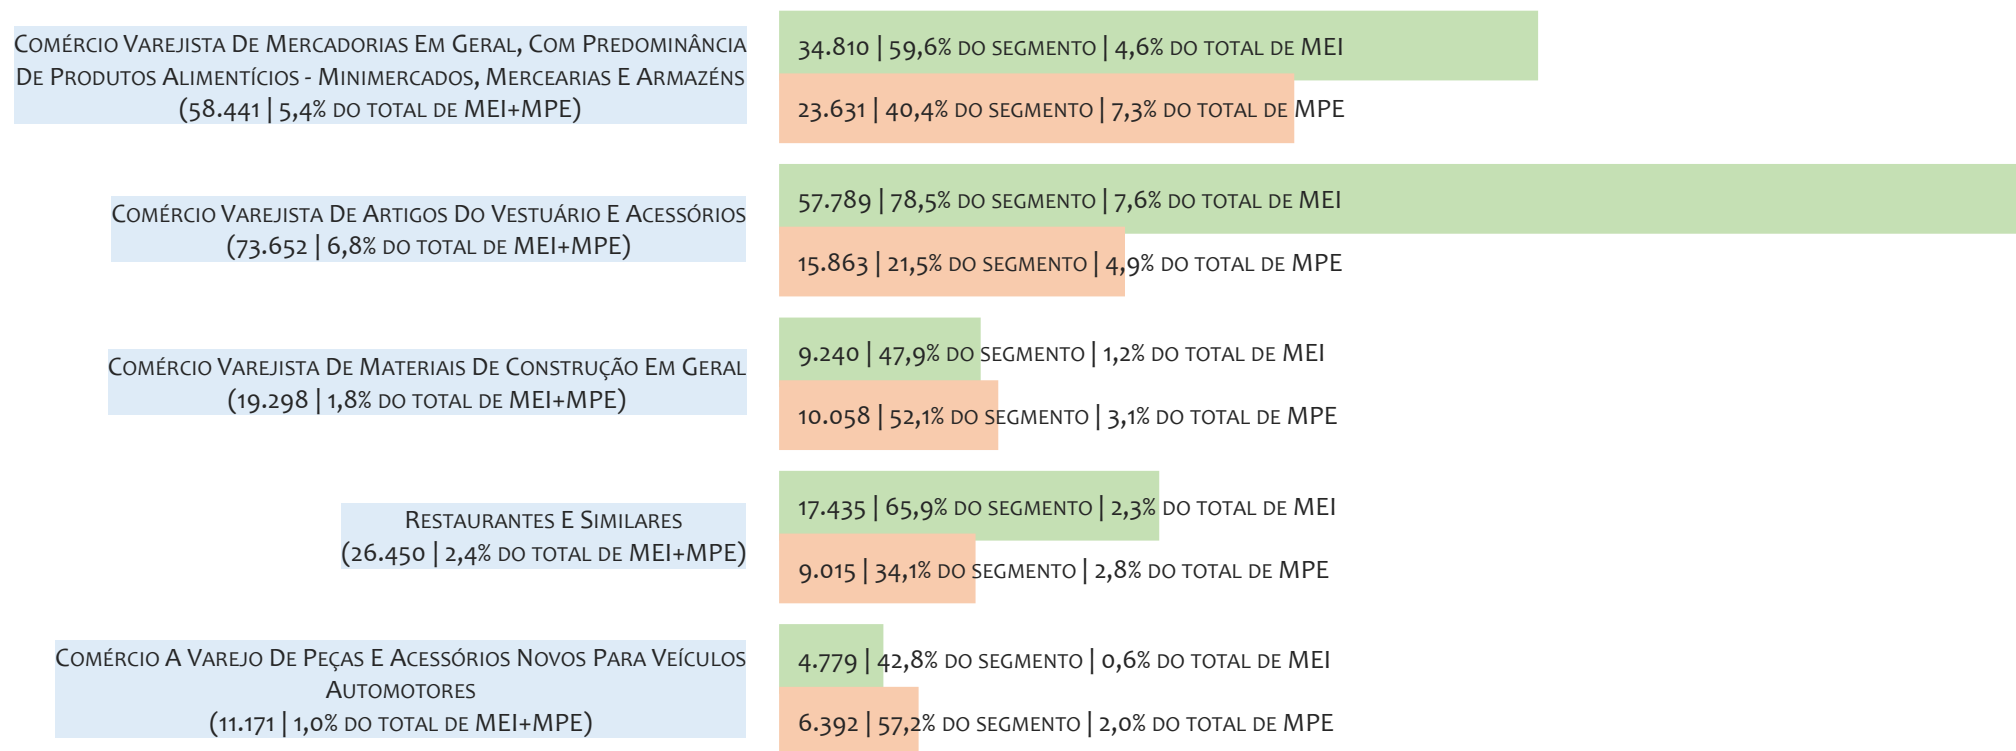 Comércio Varejista De Mercadorias Em Geral, Com Predominância
De Produtos Alimentícios - Minimercados, Mercearias E Armazéns
(58.441 | 5,4% do total de MEI+MPE)
34.810 | 59,6% do segmento | 4,6% do total de MEI
23.631 | 40,4% do segmento | 7,3% do total de MPE
Comércio Varejista De Artigos Do Vestuário E Acessórios
(73.652 | 6,8% do total de MEI+MPE)
57.789 | 78,5% do segmento | 7,6% do total de MEI
15.863 | 21,5% do segmento | 4,9% do total de MPE
Comércio Varejista De Materiais De Construção Em Geral
(19.298 | 1,8% do total de MEI+MPE)
9.240 | 47,9% do segmento | 1,2% do total de MEI
10.058 | 52,1% do segmento | 3,1% do total de MPE
Restaurantes E Similares
(26.450 | 2,4% do total de MEI+MPE)
17.435 | 65,9% do segmento | 2,3% do total de MEI
9.015 | 34,1% do segmento | 2,8% do total de MPE
Comércio A Varejo De Peças E Acessórios Novos Para Veículos
Automotores
(11.171 | 1,0% do total de MEI+MPE)
4.779 | 42,8% do segmento | 0,6% do total de MEI
6.392 | 57,2% do segmento | 2,0% do total de MPE